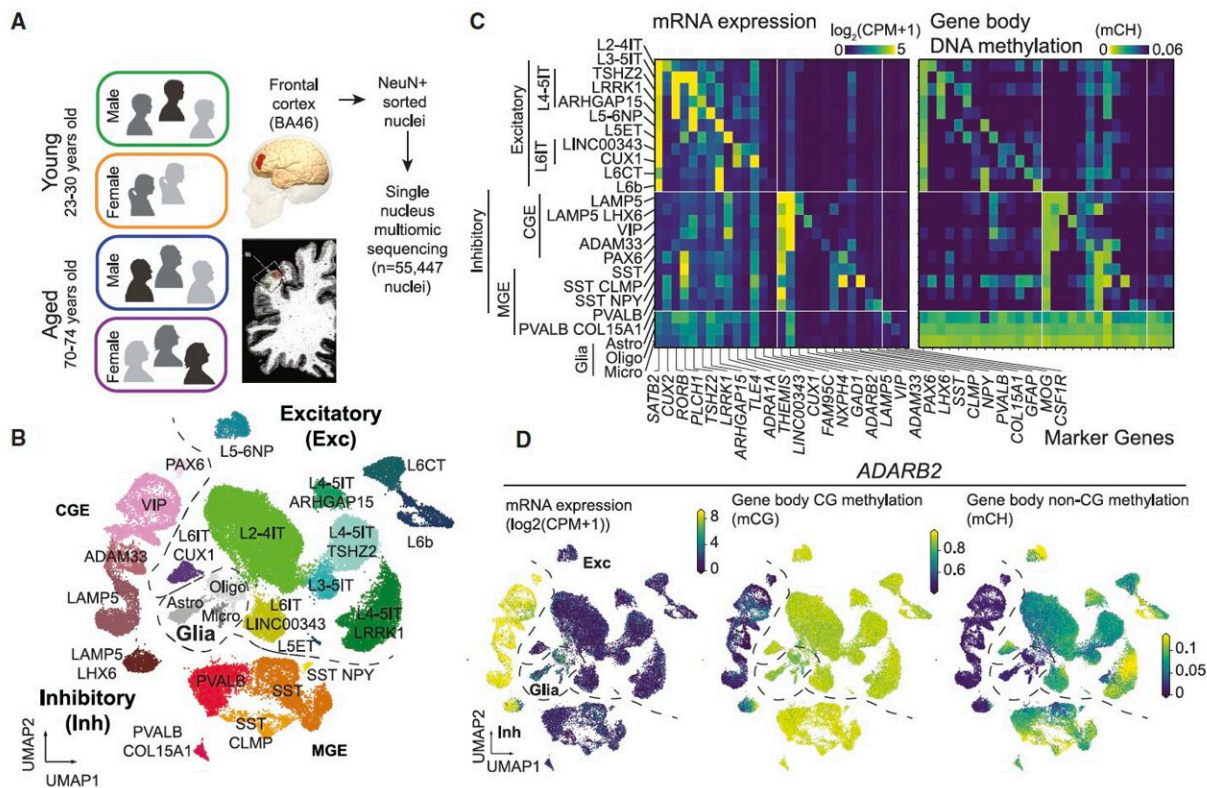 A
Young
23-30 years old
Male
Female
Aged
70-74 years old
Male
Female
Frontal
cortex
(BA46)
NeuN+
sorted
nuclei
Single
nucleus
multiomic
sequencing
(n=55,447
nuclei)
C
mRNA expression
log2(CPM+1)
0
5
Gene body
DNA methylation
(mCH)
0
0.06
Excitatory
L4-5IT
L6IT
Inhibitory
CGE
MGE
Glia
L2-4IT
L3-5IT
TSHZ2
LRRK1
ARHGAP15
L5-6NP
L5ET
LINC00343
CUX1
L6CT
L6b
LAMP5
LAMP5 LHX6
VIP
ADAM33
PAX6
SST
SST CLMP
SST NPY
PVALB
PVALB COL15A1
Astro
Oligo
Micro
SATB2
CUX2
RORB
PLCH1
TSHZ2
LRRK1
ARHGAP15
TLE4
ADRA1A
THEMIS
LINC00343
CUX1
FAM95C
NXPH4
GAD1
ADARB2
LAMP5
VIP
ADAM33
PAX6
LHX6
SST
CLMP
NPY
PVALB
COL15A1
GFAP
MOG
CSF1R
Marker Genes
B
Excitatory
(Exc)
L5-6NP
PAX6
CGE
VIP
L4-5IT
ARHGAP15
L6CT
L2-4IT
L6IT
CUX1
L4-5IT
TSHZ2
L6b
ADAM33
Oligo
L3-5IT
LAMP5
Astro
Micro
Glia
L6IT
LINC00343
L4-5IT
LRRK1
L5ET
LAMP5
LHX6
SST NPY
PVALB
SST
Inhibitory
(Inh)
SST
CLMP
PVALB
COL15A1
MGE
UMAP2
UMAP1
D
ADARB2
mRNA expression
(log2(CPM+1))
8
6
4
2
0
Exc
Glia
Inh
UMAP2
UMAP1
Gene body CG methylation
(mCG)
0.8
0.6
Gene body non-CG methylation
(mCH)
0.1
0.05
0